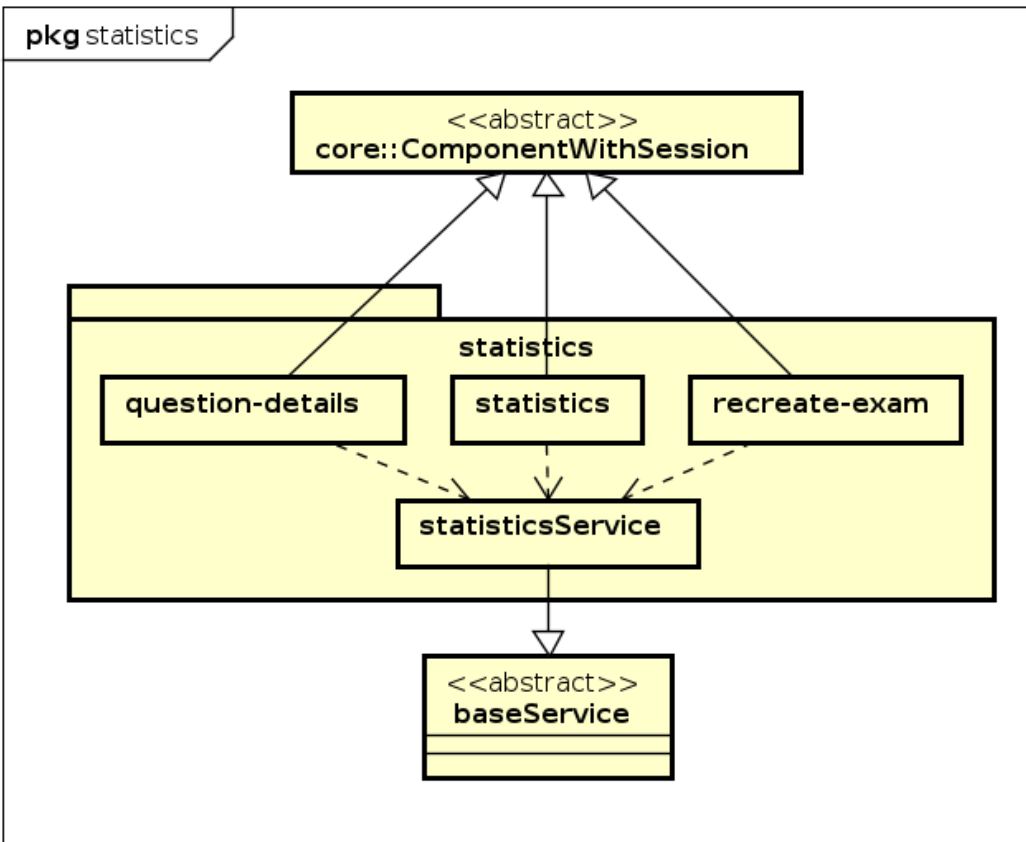 pkg statistics
<<abstract>>
core::ComponentWithSession
statistics
question-details
statistics
recreate-exam
statisticsService
<<abstract>>
baseService